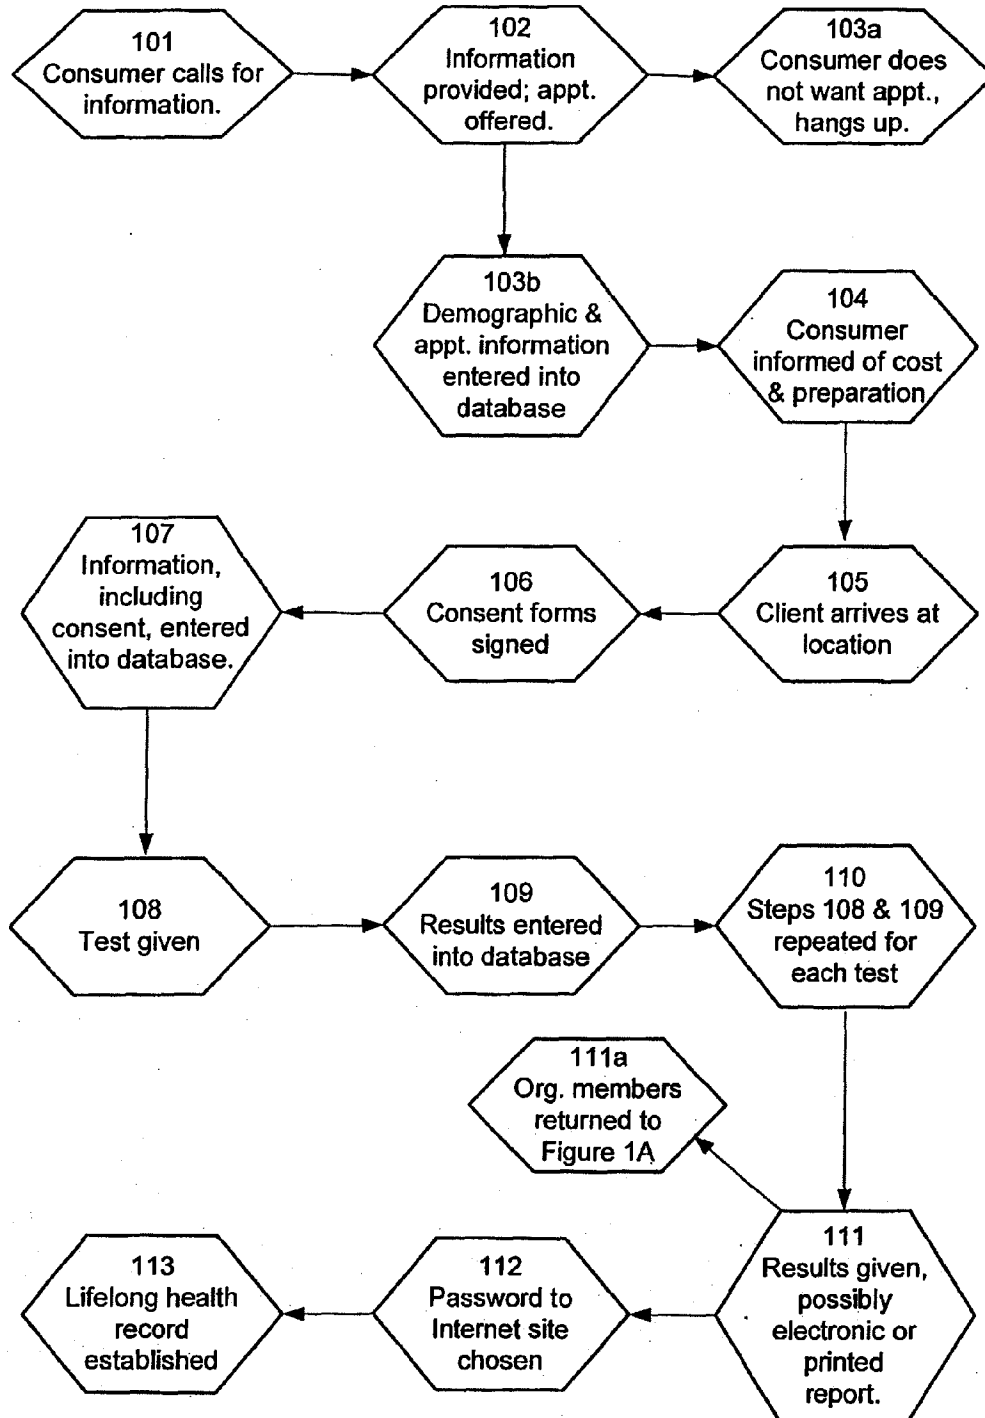 101
Consumer calls for
information.
102
Information
provided; appt.
offered.
103a
Consumer does
not want appt.,
hangs up.
103b
Demographic &
appt. information
entered into
database
104
Consumer
informed of cost
& preparation
105
Client arrives at
location
106
Consent forms
signed
107
Information,
including
consent, entered
into database.
108
Test given
109
Results entered
into database
110
Steps 108 & 109
repeated for
each test
111a
Org. members
returned to
Figure 1A
111
Results given,
possibly
electronic or
printed
report.
112
Password to
Internet site
chosen
113
Lifelong health
record
established